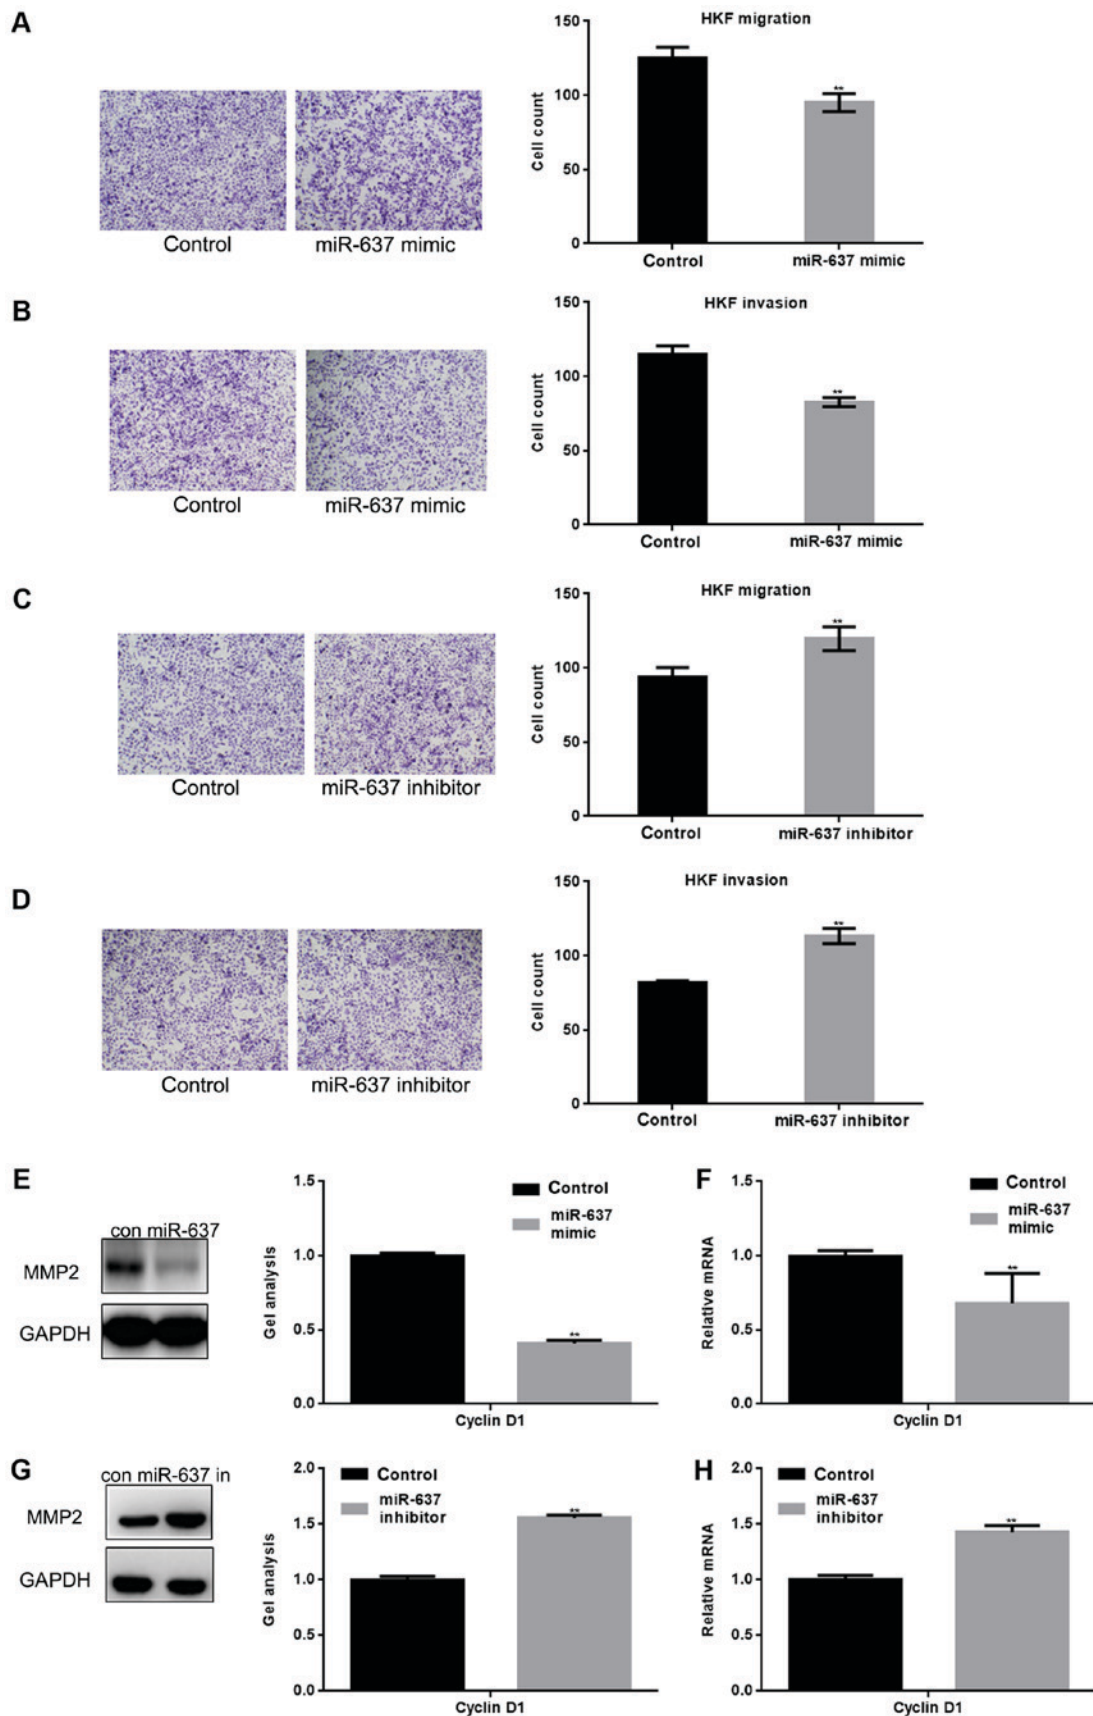 A
Control
miR-637 mimic
HKF migration
Cell count
150
100
50
0
**
Control
miR-637 mimic
B
Control
miR-637 mimic
HKF invasion
Cell count
150
100
50
0
**
Control
miR-637 mimic
C
Control
miR-637 inhibitor
HKF migration
Cell count
150
100
50
0
**
Control
miR-637 inhibitor
D
Control
miR-637 inhibitor
HKF invasion
Cell count
150
100
50
0
**
Control
miR-637 inhibitor
E
con miR-637
MMP2
GAPDH
Gel analysis
1.5
1.0
0.5
0.0
Control
miR-637
mimic
**
Cyclin D1
F
Relative mRNA
1.5
1.0
0.5
0.0
Control
miR-637
mimic
**
Cyclin D1
G
con miR-637 in
MMP2
GAPDH
Gel analysis
2.0
1.5
1.0
0.5
0.0
Control
miR-637
inhibitor
**
Cyclin D1
H
Relative mRNA
2.0
1.5
1.0
0.5
0.0
Control
miR-637
inhibitor
**
Cyclin D1